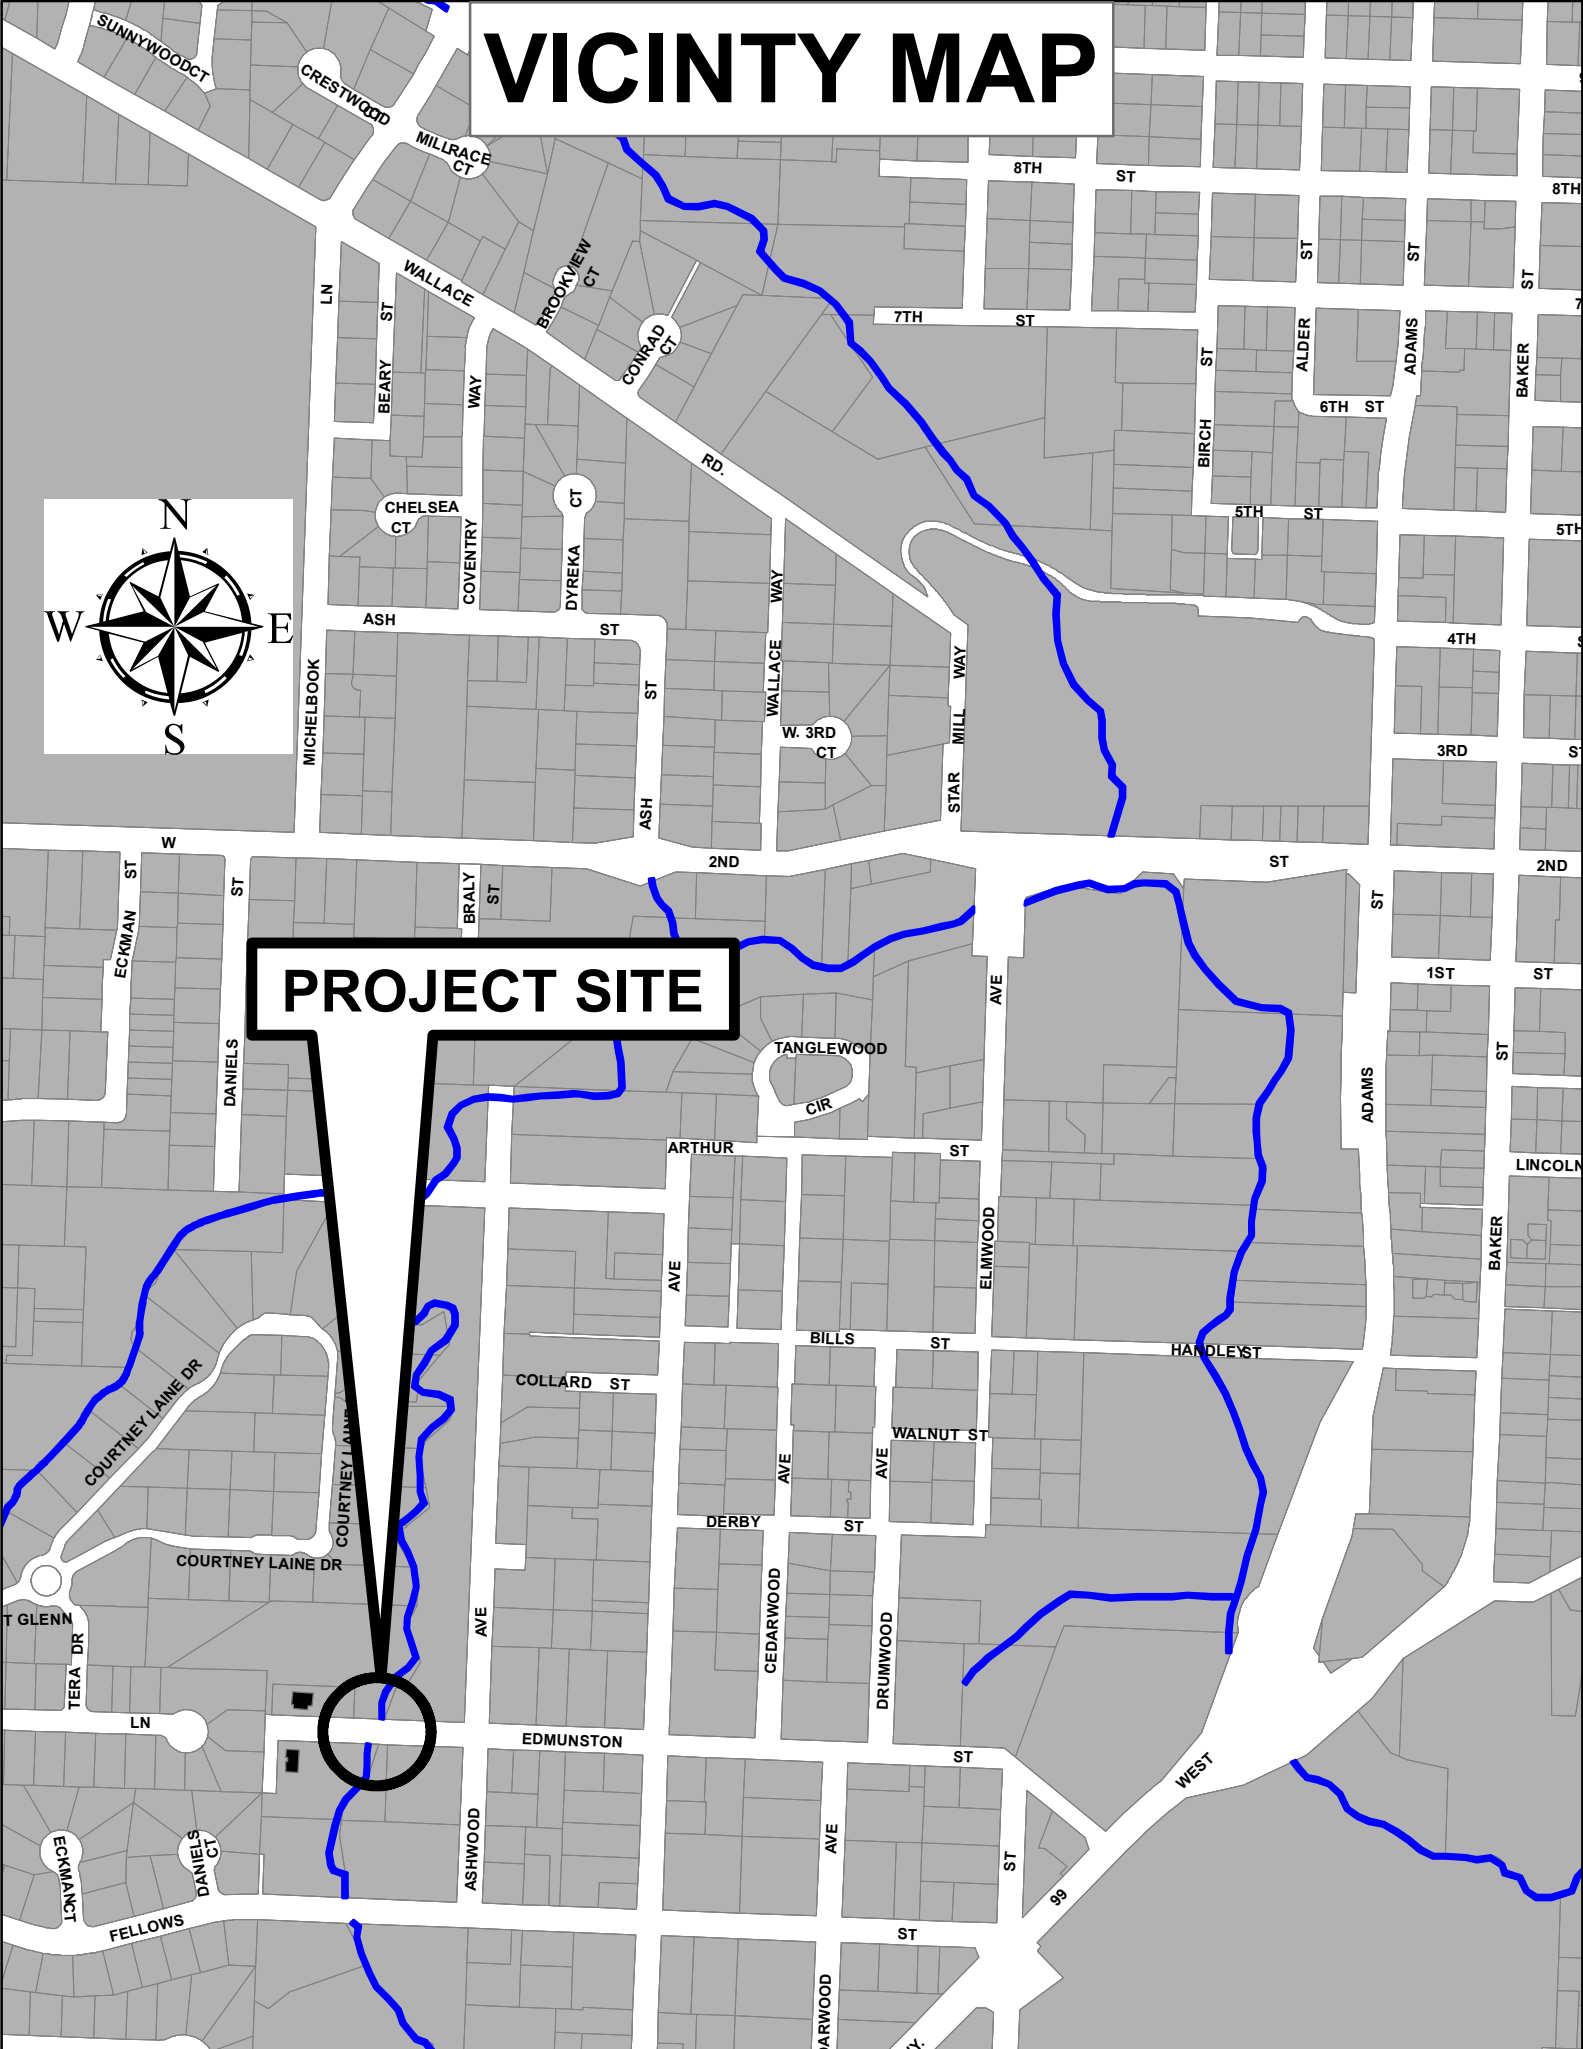 VICINTY MAP
SUNNYWOODCT
CRESTWOOD
CT
MILLRACE
CT
8TH
ST
8TH
WALLACE
BROOKVIEW
CT
CONRAD
CT
LN
BEARY ST
WAY
7TH
ST
7
ST
ST
ST
ST
ALDER
ADAMS
BAKER
6TH ST
BIRCH
RD.
CHELSEA
CT
COVENTRY
CT
DYREKA
5TH
ST
5TH
N
W
E
S
ASH
ST
MICHELBOOK
ST
ASH
WAY
WALLACE
W. 3RD
CT
WAY
MILL
STAR
4TH
S
3RD
ST
W
2ND
ST
2ND
ECKMAN ST
ST
DANIELS
BRALY
ST
PROJECT SITE
ST
ADAMS
AVE
ELMWOOD
1ST
ST
ST
BAKER
TANGLEWOOD
CIR
ARTHUR
ST
LINCOLN
AVE
BILLS
ST
HANDLEYST
COLLARD ST
WALNUT ST
AVE
AVE
COURTNEY LAINE DR
COURTNEY LAINE
COURTNEY LAINE DR
DERBY
ST
CEDARWOOD
DRUMWOOD
T GLENN
TERA DR
LN
AVE
ASHWOOD
EDMUNSTON
ST
WEST
ECKMANCT
DANIELS
CT
AVE
ST
99
FELLOWS
ST
DARWOOD
Y.